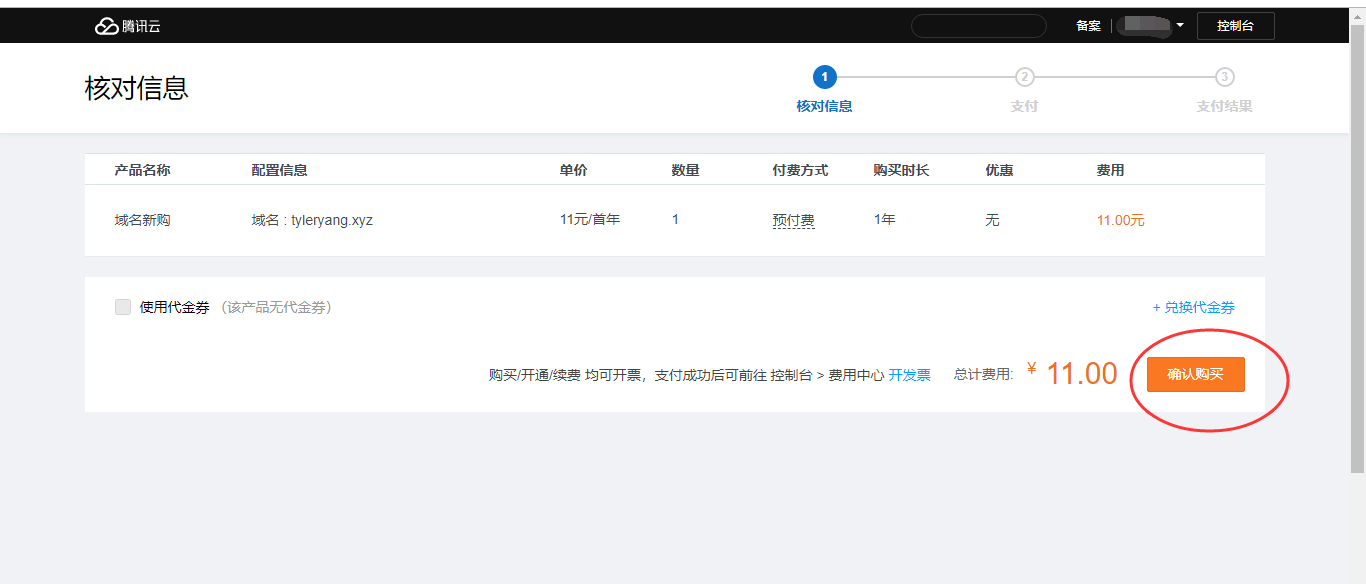 腾讯云 备案 控制台
核对信息
1 2 3
核对信息 支付 支付结果
产品名称 配置信息 单价 数量 付费方式 购买时长 优惠 费用
域名新购 域名 : tyleryang.xyz 11元/首年 1 预付费 1年 无 11.00元
使用代金券 (该产品无代金券) + 兑换代金券
购买/开通/续费 均可开票，支付成功后可前往 控制台 > 费用中心 开发票 总计费用: ¥ 11.00 确认购买